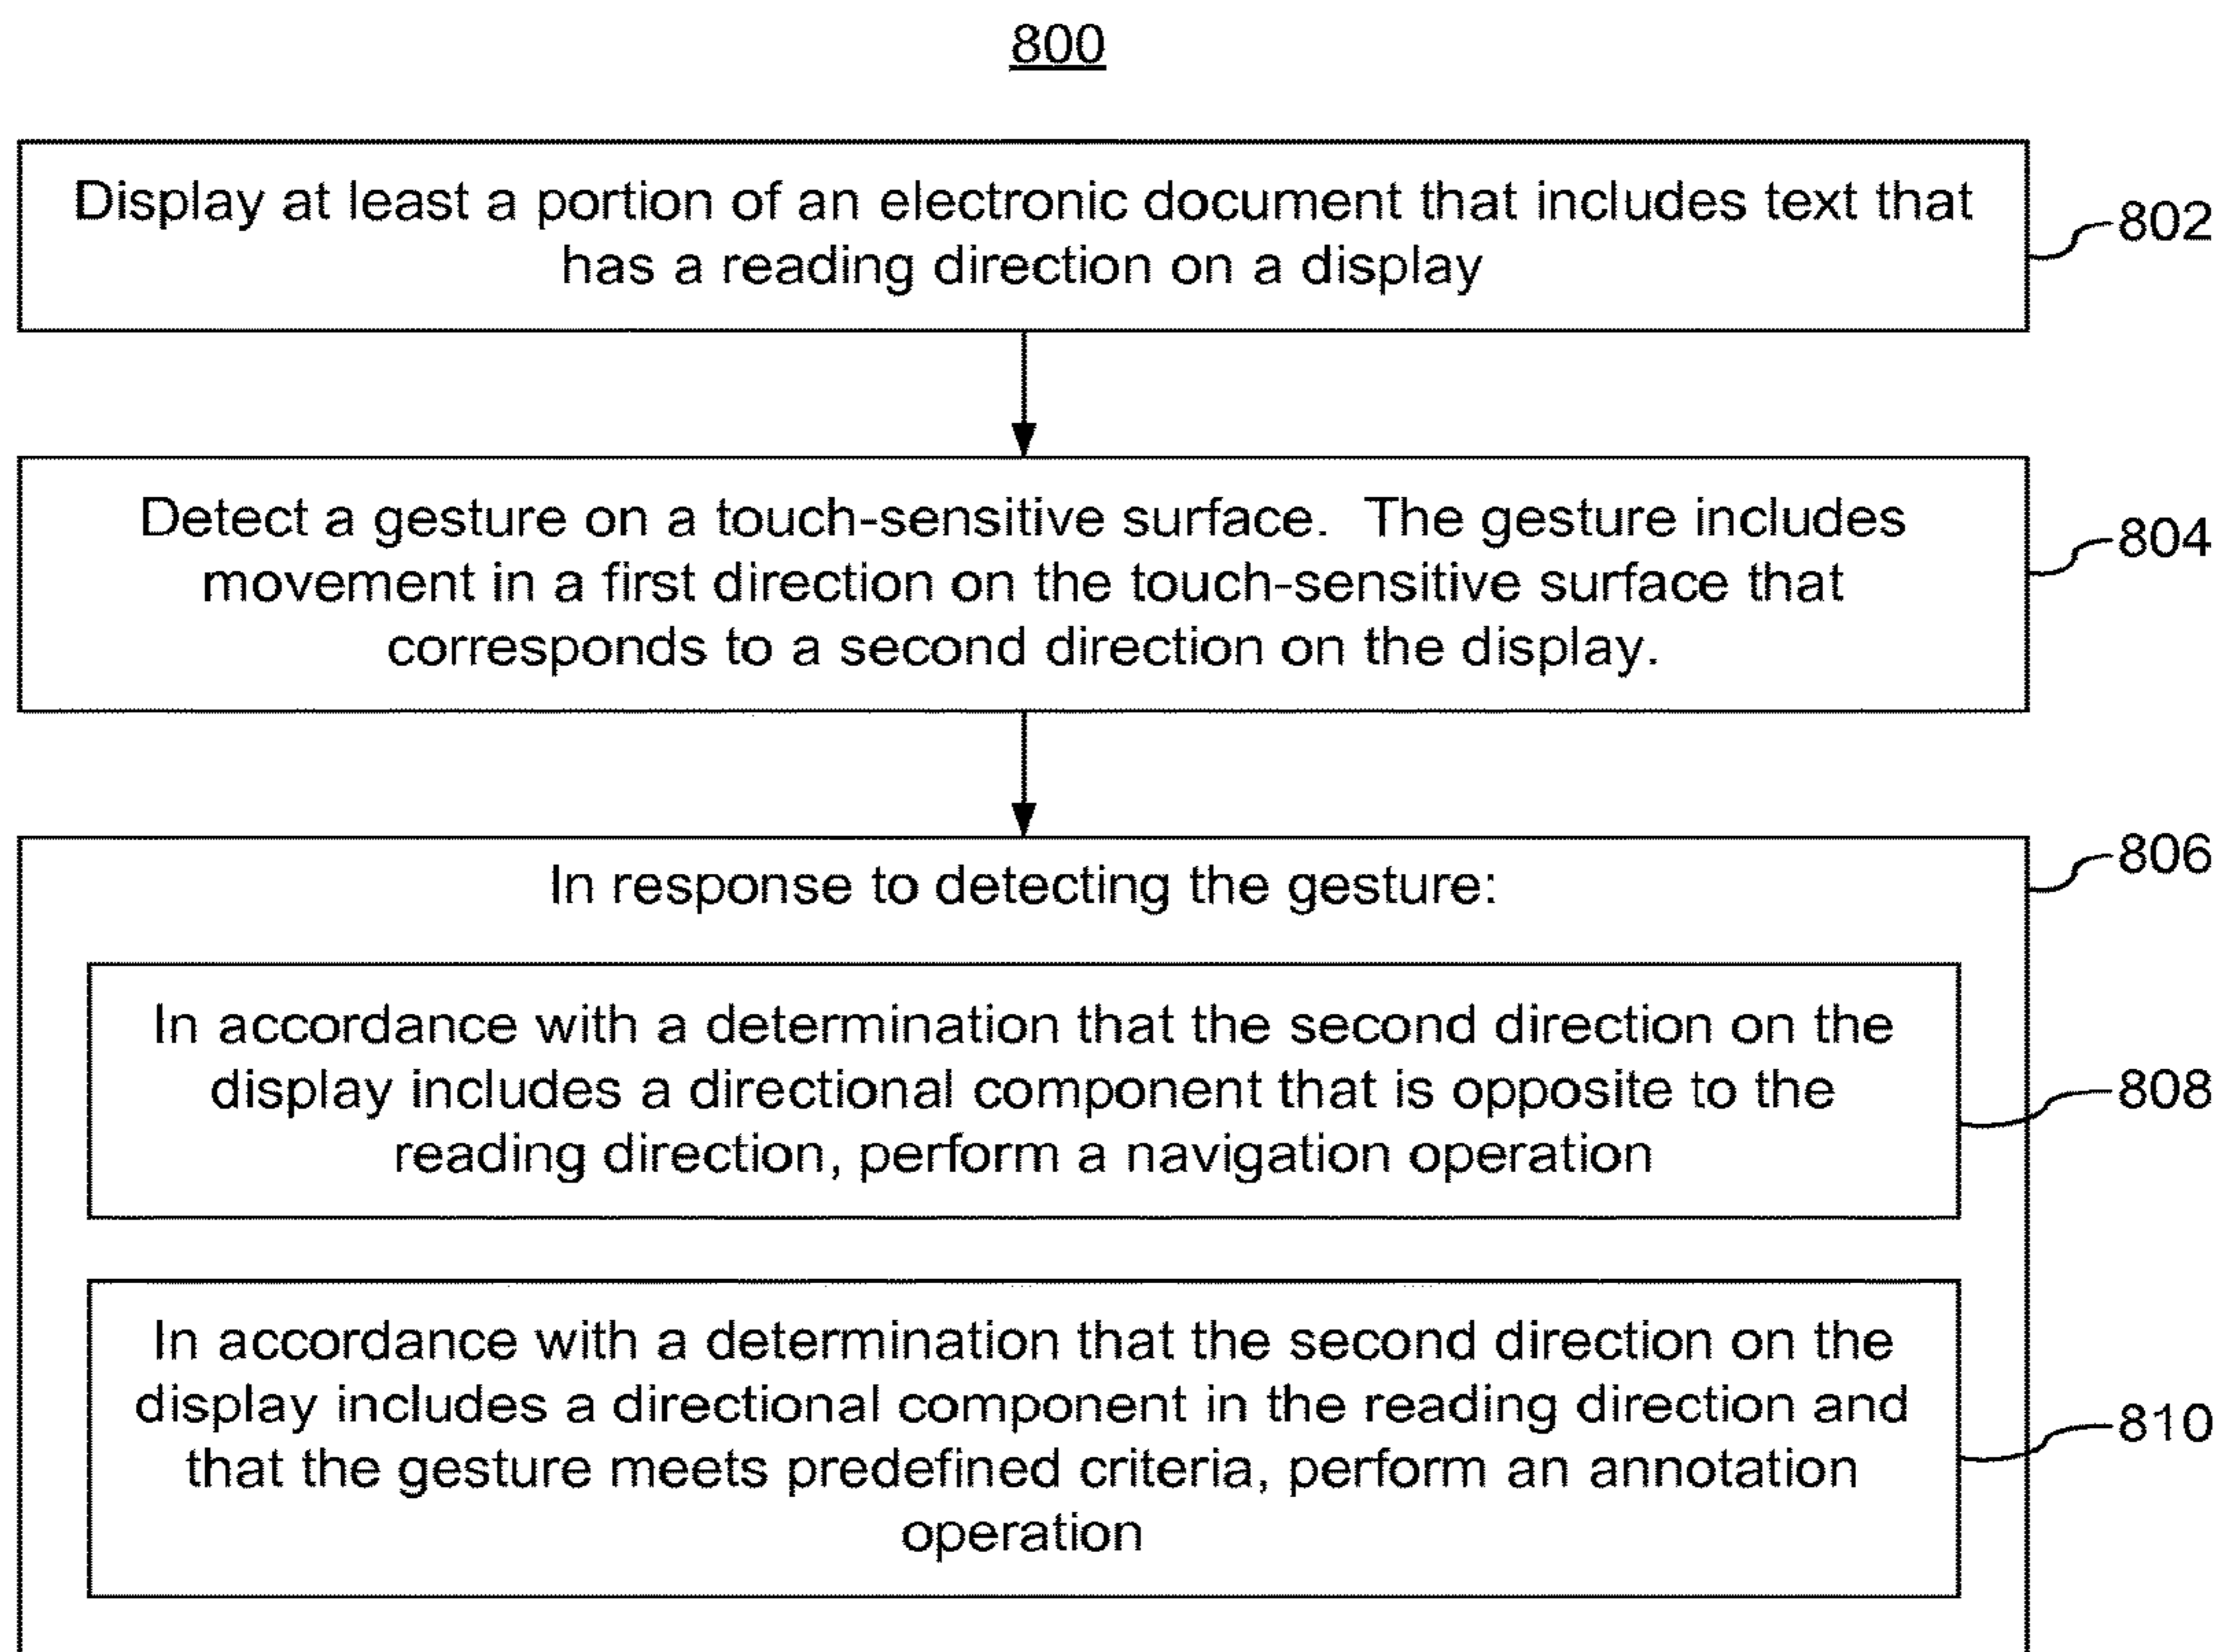 800
Display at least a portion of an electronic document that includes text that
has a reading direction on a display
802
Detect a gesture on a touch-sensitive surface.  The gesture includes
movement in a first direction on the touch-sensitive surface that
corresponds to a second direction on the display.
804
806
In response to detecting the gesture:
In accordance with a determination that the second direction on the
display includes a directional component that is opposite to the
reading direction, perform a navigation operation
808
In accordance with a determination that the second direction on the
display includes a directional component in the reading direction and
that the gesture meets predefined criteria, perform an annotation
operation
810